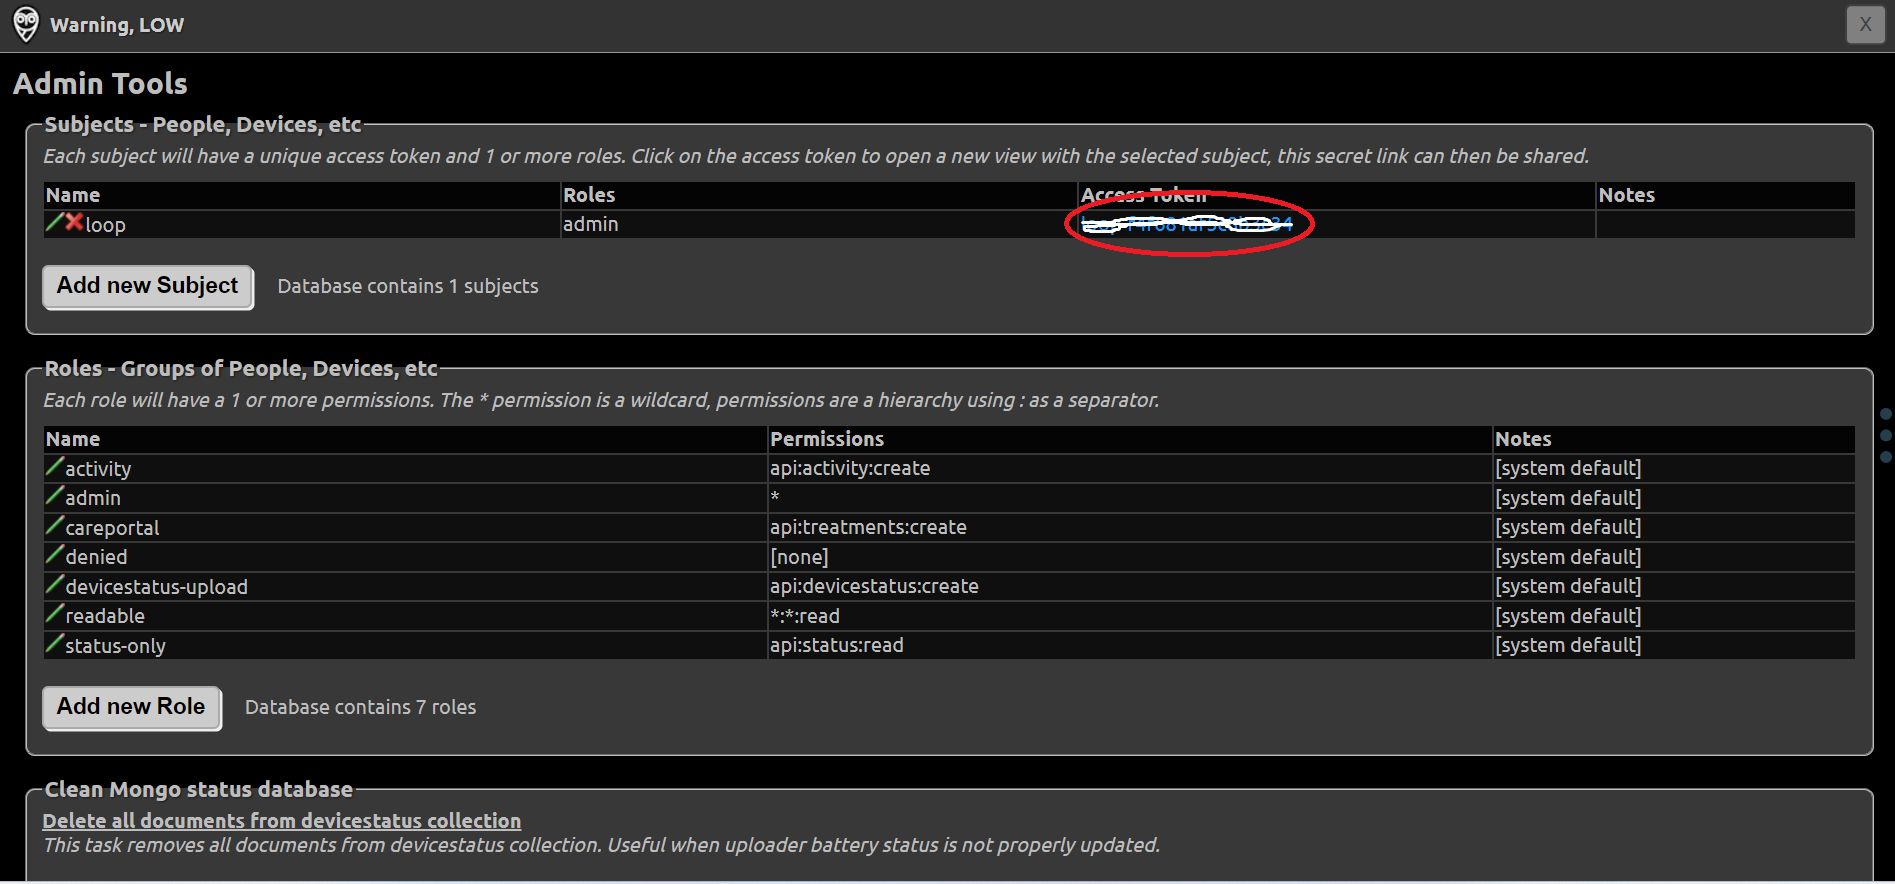 Warning, LOW
X
Admin Tools
Subjects - People, Devices, etc
Each subject will have a unique access token and 1 or more roles. Click on the access token to open a new view with the selected subject, this secret link can then be shared.
Name Roles Access Token Notes
loop admin
Add new Subject Database contains 1 subjects
Roles - Groups of People, Devices, etc
Each role will have a 1 or more permissions. The * permission is a wildcard, permissions are a hierarchy using : as a separator.
Name Permissions Notes
activity api:activity:create [system default]
admin * [system default]
careportal api:treatments:create [system default]
denied [none] [system default]
devicestatus-upload api:devicestatus:create [system default]
readable *:*:read [system default]
status-only api:status:read [system default]
Add new Role Database contains 7 roles
Clean Mongo status database
Delete all documents from devicestatus collection
This task removes all documents from devicestatus collection. Useful when uploader battery status is not properly updated.